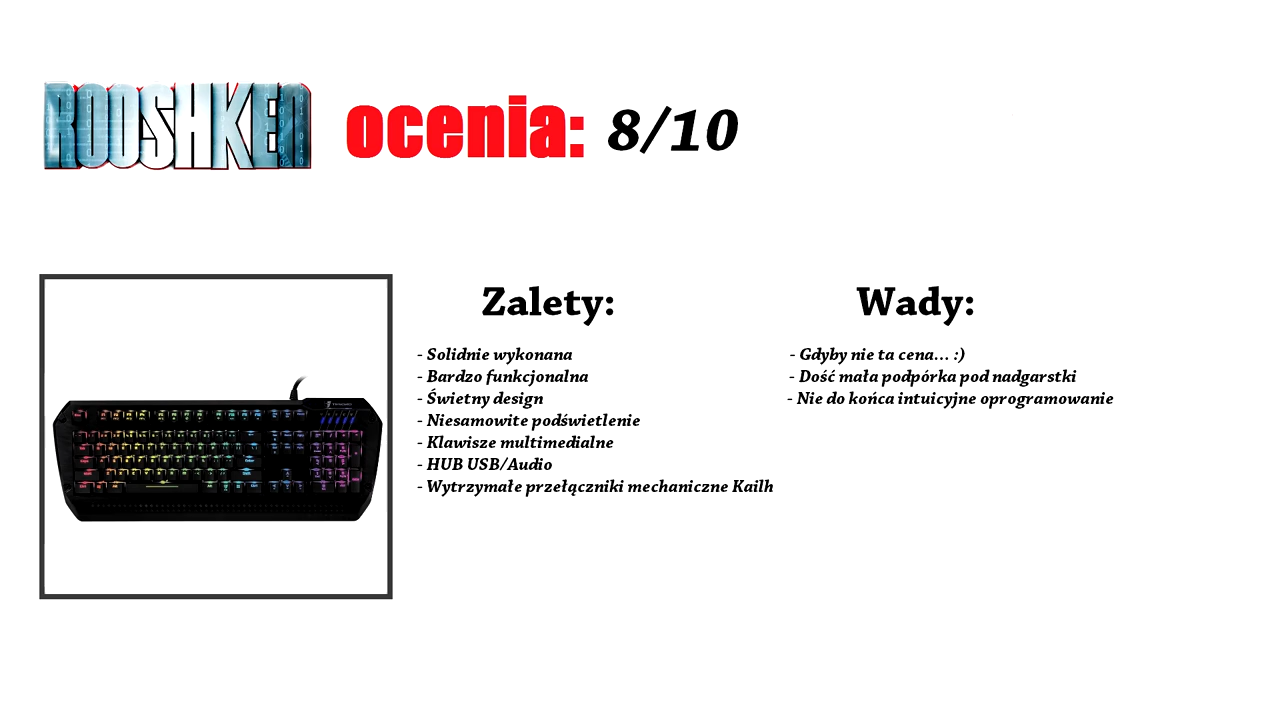 ROOSHKEN ocenia: 8/10
Zalety:
- Solidnie wykonana
- Bardzo funkcjonalna
- Świetny design
- Niesamowite podświetlenie
- Klawisze multimedialne
- HUB USB/Audio
- Wytrzymałe przełączniki mechaniczne Kailh
Wady:
- Gdyby nie ta cena... :)
- Dość mała podpórka pod nadgarstki
- Nie do końca intuicyjne oprogramowanie